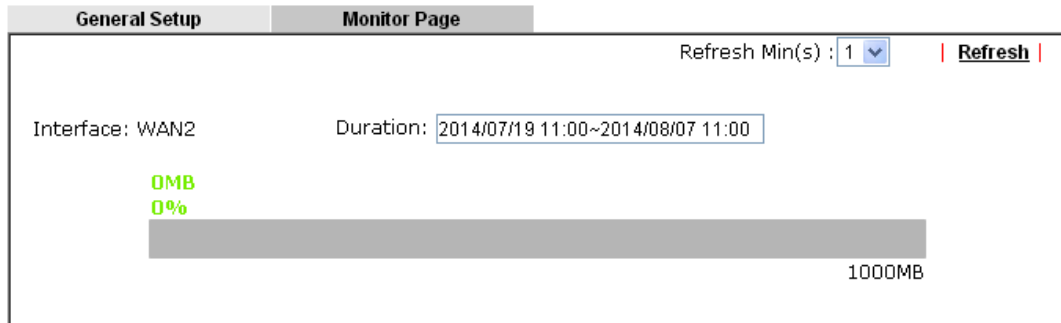 General Setup Monitor Page
Refresh Min(s) : 1 | Refresh |
Interface: WAN2 Duration: 2014/07/19 11:00~2014/08/07 11:00
0MB
0%
1000MB